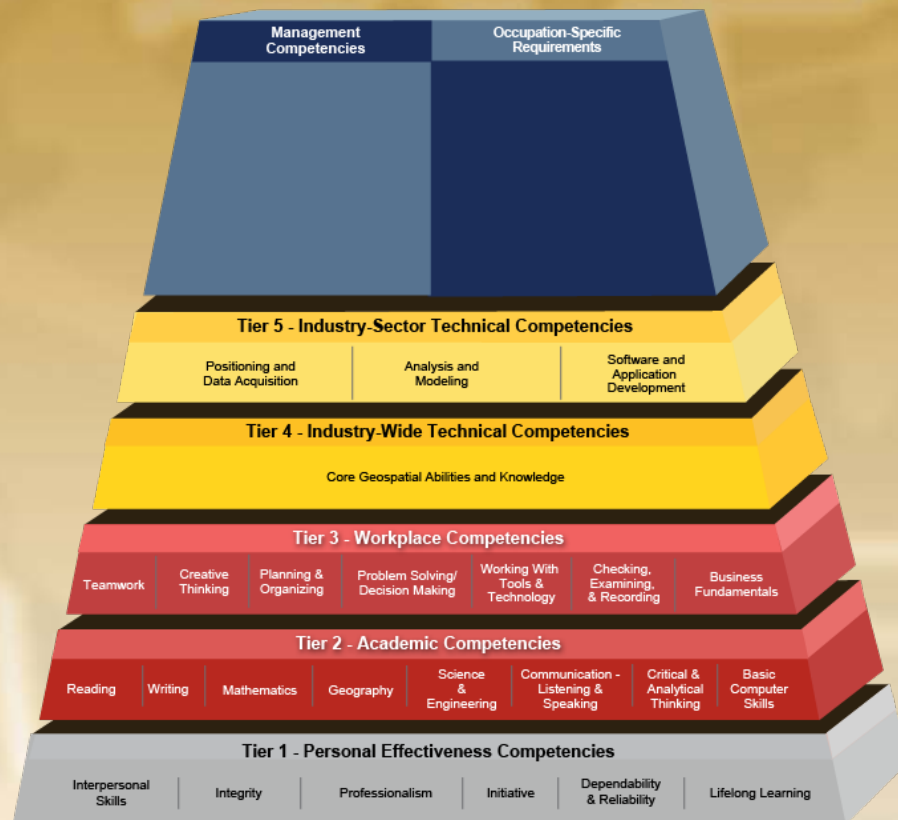 Management
Competencies
Occupation-Specific
Requirements
Tier 5 - Industry-Sector Technical Competencies
Positioning and
Data Acquisition
Analysis and
Modeling
Software and
Application
Development
Tier 4 - Industry-Wide Technical Competencies
Core Geospatial Abilities and Knowledge
Tier 3 - Workplace Competencies
Teamwork
Creative
Thinking
Planning &
Organizing
Problem Solving/
Decision Making
Working With
Tools &
Technology
Checking,
Examining,
& Recording
Business
Fundamentals
Tier 2 - Academic Competencies
Reading
Writing
Mathematics
Geography
Science
&
Engineering
Communication -
Listening &
Speaking
Critical &
Analytical
Thinking
Basic
Computer
Skills
Tier 1 - Personal Effectiveness Competencies
Interpersonal
Skills
Integrity
Professionalism
Initiative
Dependability
& Reliability
Lifelong Learning